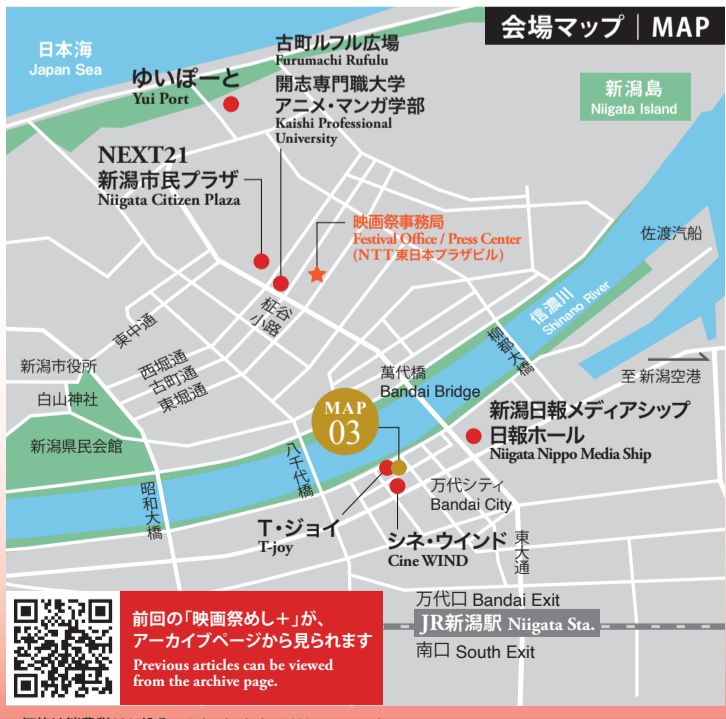 会場マップ｜MAP
日本海
Japan Sea
古町ルフル広場
Furumachi Rufulu
ゆいぽーと
Yui Port
開志専門職大学
アニメ・マンガ学部
Kaishi Professional
University
新潟島
Niigata Island
NEXT21
新潟市民プラザ
Niigata Citizen Plaza
映画祭事務局
Festival Office / Press Center
(NTT東日本プラザビル)
佐渡汽船
信濃川
Shinano River
柾谷
小路
東中通
柳都大橋
新潟市役所
西堀通
古町通
東堀通
萬代橋
Bandai Bridge
至 新潟空港
白山神社
MAP
03
新潟日報メディアシップ
日報ホール
Niigata Nippo Media Ship
新潟県民会館
八千代橋
昭和大橋
万代シティ
Bandai City
T・ジョイ
T-joy
シネ・ウインド
Cine WIND
東大通
万代口 Bandai Exit
JR新潟駅 Niigata Sta.
南口 South Exit
前回の「映画祭めし＋」が、
アーカイブページから見られます
Previous articles can be viewed
from the archive page.